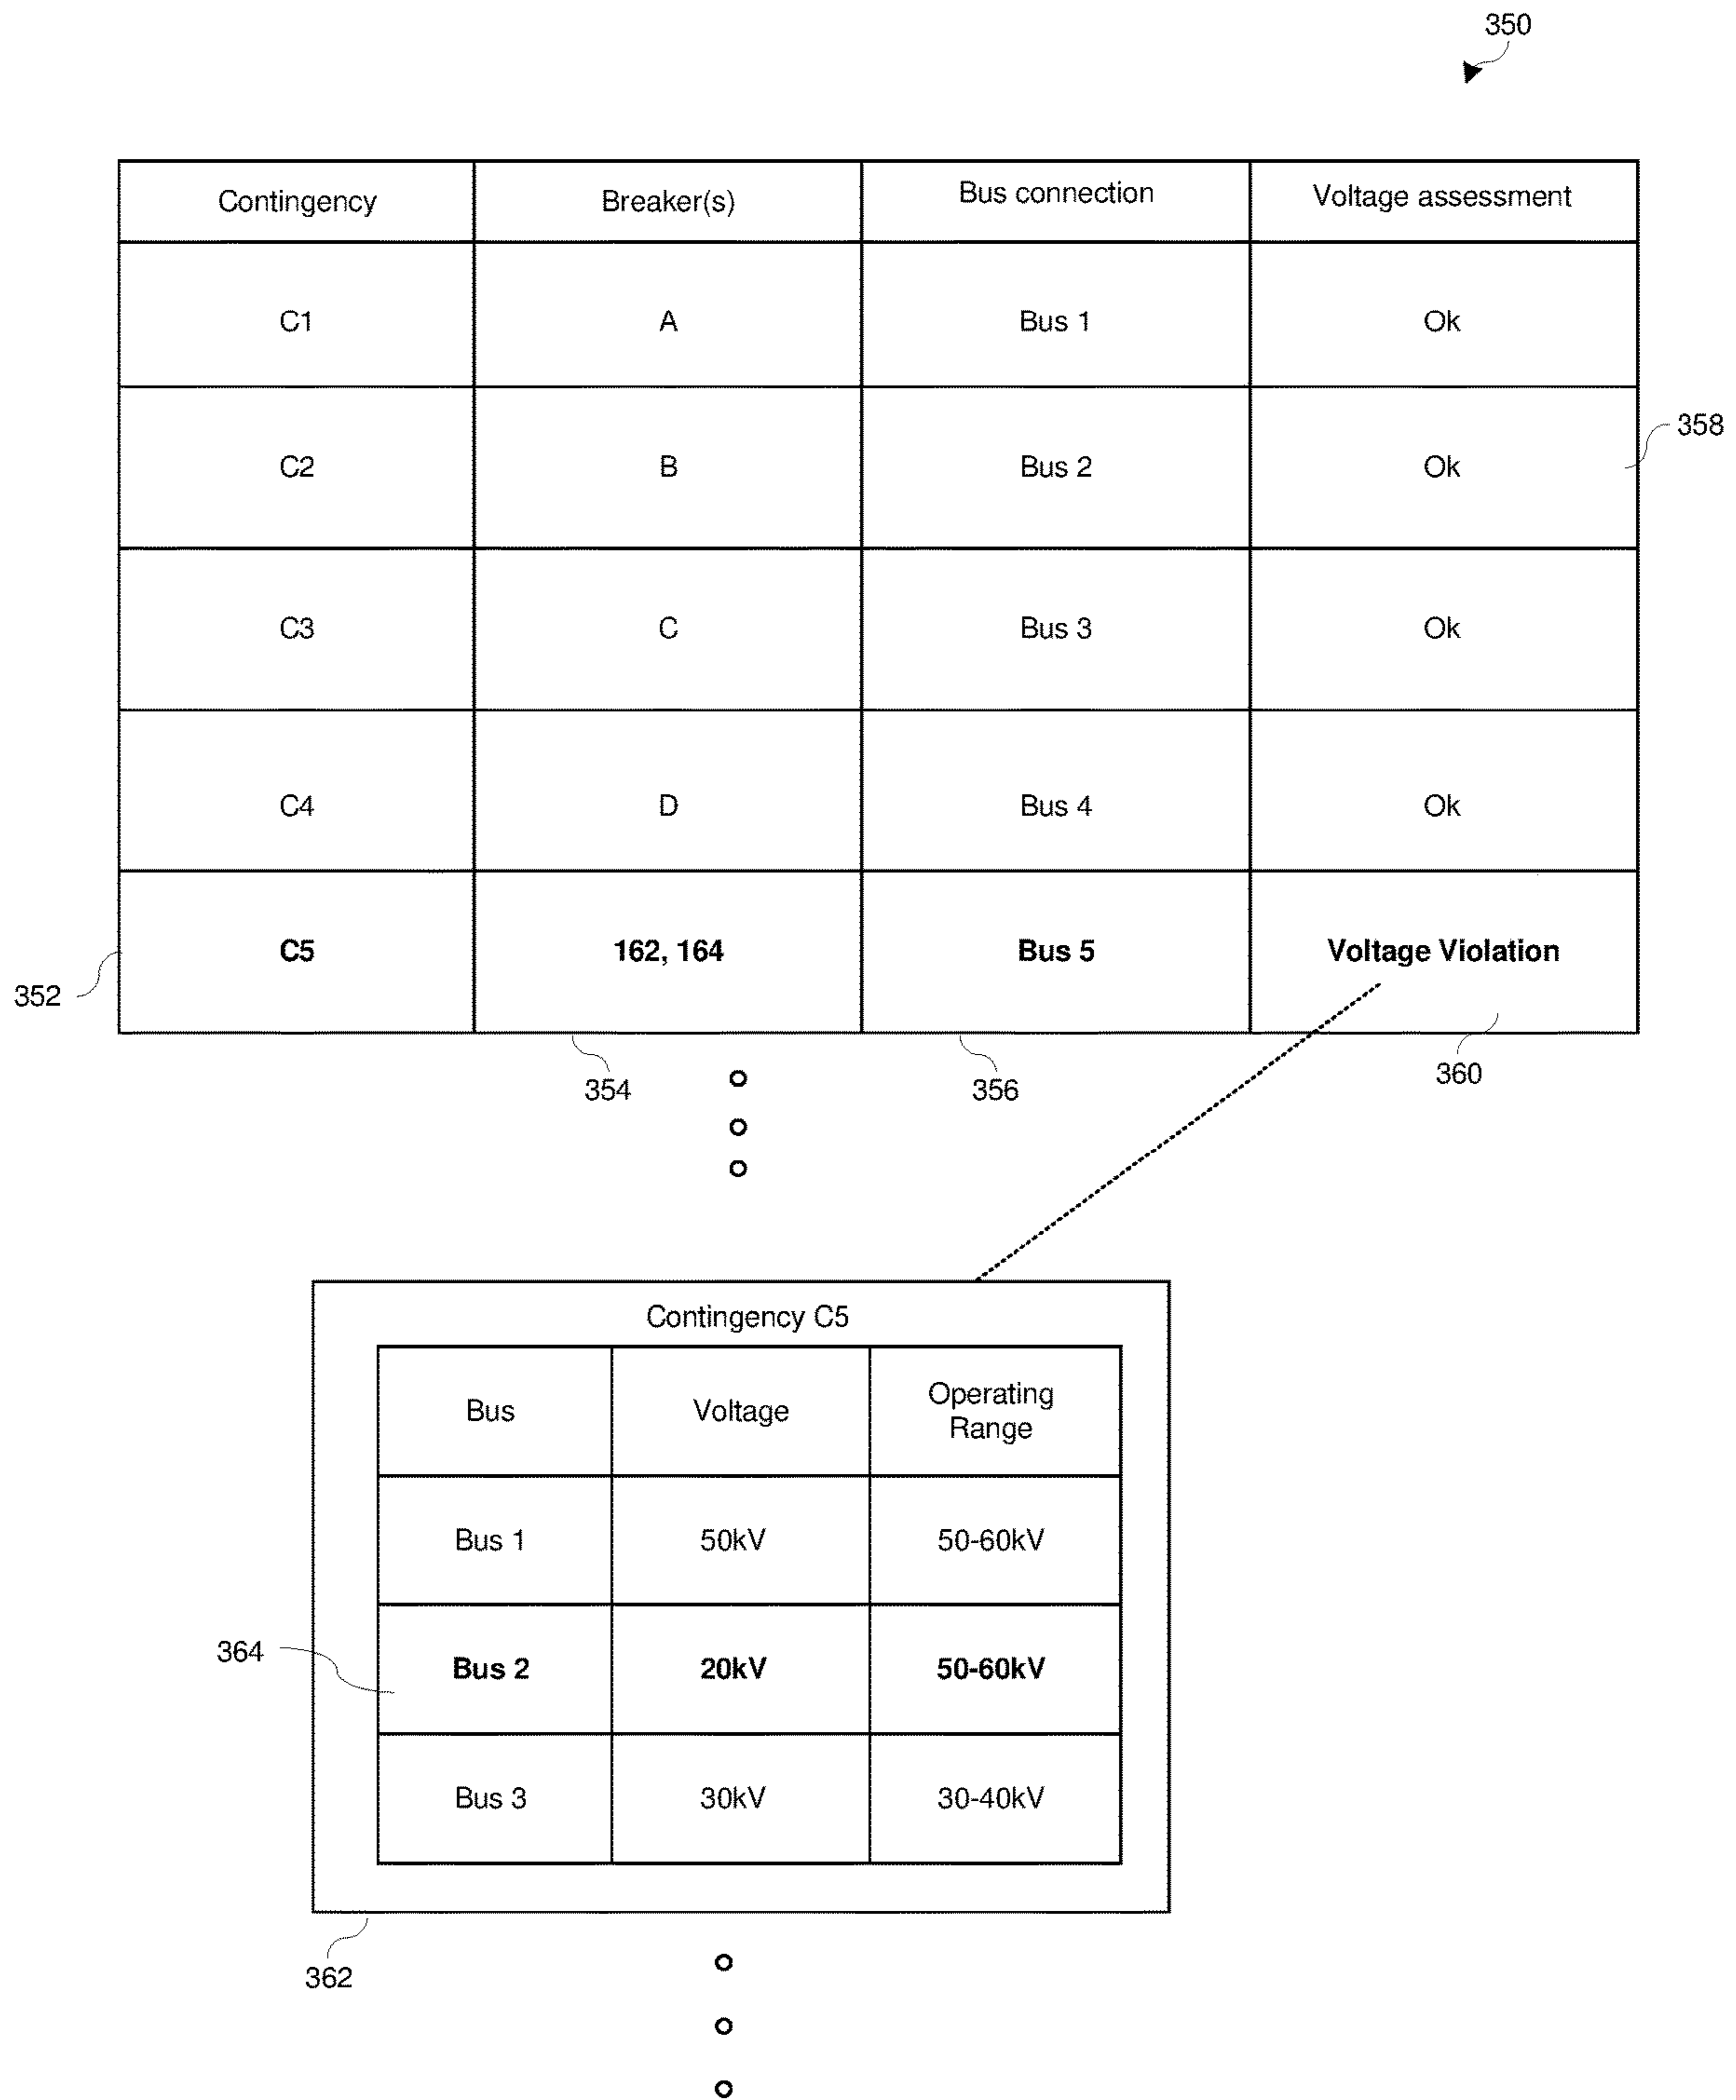 350
Contingency Breaker(s) Bus connection Voltage assessment
C1 A Bus 1 Ok
358
C2 B Bus 2 Ok
C3 C Bus 3 Ok
C4 D Bus 4 Ok
C5 162, 164 Bus 5 Voltage Violation
352
354 356 360
Contingency C5
Bus Voltage Operating
Range
Bus 1 50kV 50-60kV
364
Bus 2 20kV 50-60kV
Bus 3 30kV 30-40kV
362